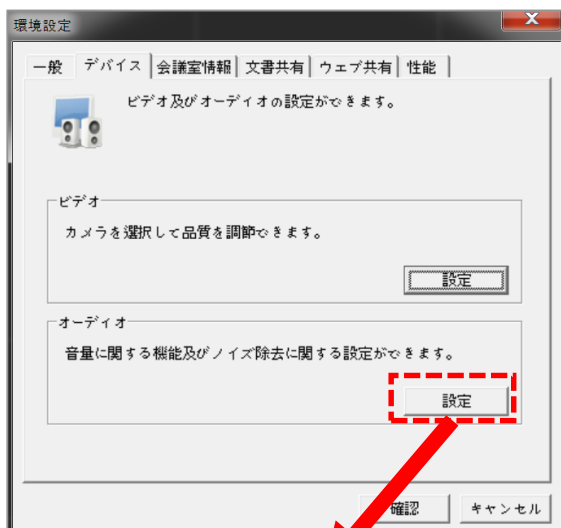 環境設定
一般 デバイス 会議室情報 文書共有 ウェブ共有 性能
ビデオ及びオーディオの設定ができます。
ビデオ
カメラを選択して品質を調節できます。
設定
オーディオ
音量に関する機能及びノイズ除去に関する設定ができます。
設定
確認 キャンセル